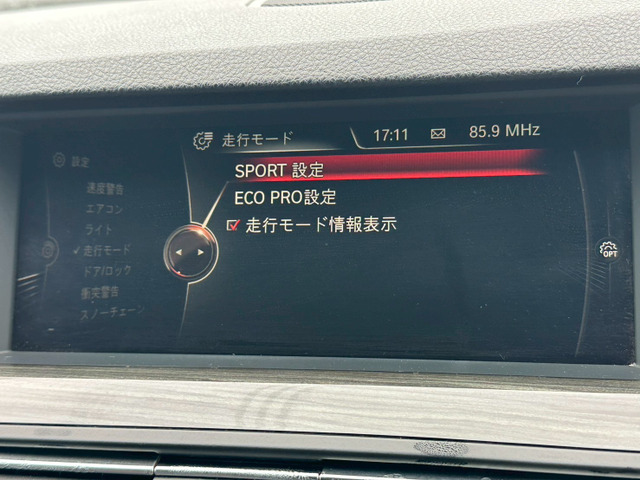 走行モード 17:11 85.9 MHz
設定
速度警告
エアコン
ライト
走行モード
ドア/ロック
衝突警告
スノーチェーン
SPORT 設定
ECO PRO設定
走行モード情報表示
OPT